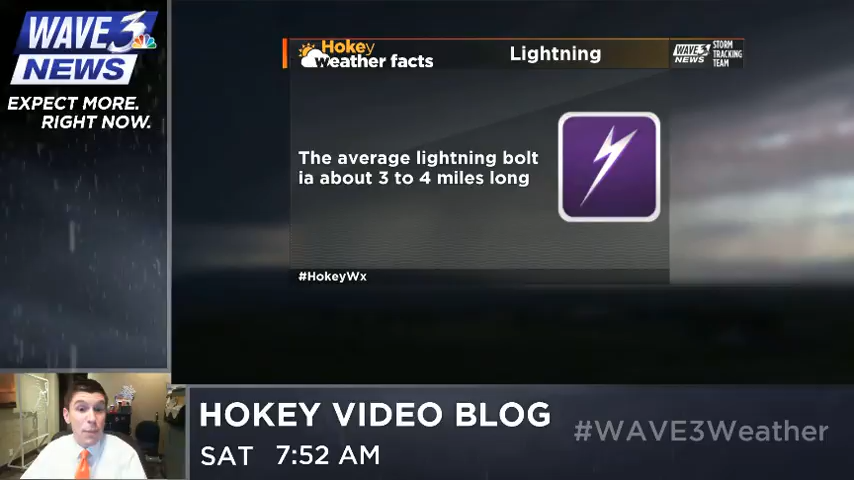 WAVE 3
NEWS
EXPECT MORE.
RIGHT NOW.
Hokey
weather facts
Lightning
WAVE 3
NEWS
STORM
TRACKING
TEAM
The average lightning bolt
ia about 3 to 4 miles long
#HokeyWx
HOKEY VIDEO BLOG
SAT 7:52 AM
#WAVE3Weather